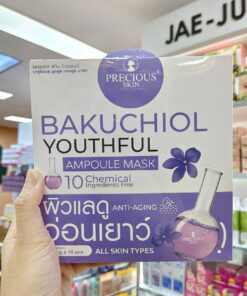 JAE-JU
PRECIOUS
SKIN
BAKUCHIOL
YOUTHFUL
AMPOULE MASK
10 Chemical
Ingredients Free
ผิวแลดู
ANTI-AGING
อ่อนเยาว์
ALL SKIN TYPES
PRECIOUS